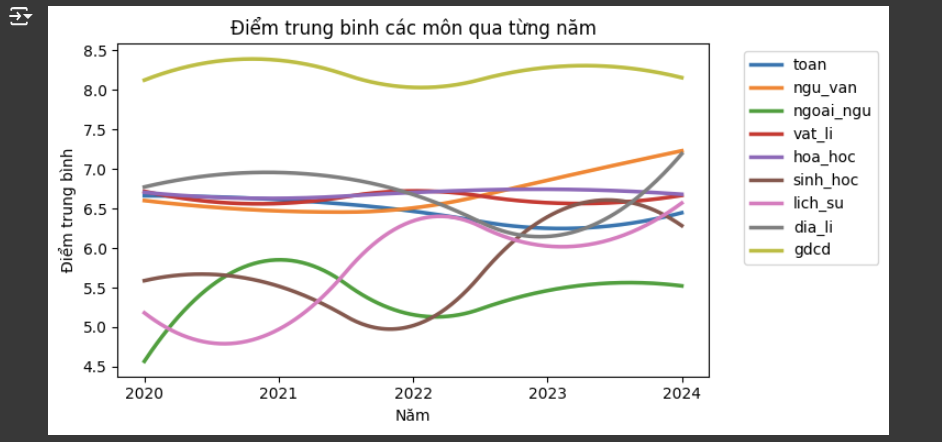 Điểm trung binh các môn qua từng năm
8.5
8.0
7.5
7.0
6.5
6.0
5.5
5.0
4.5
Điểm trung bình
2020 2021 2022 2023 2024
Năm
toan
ngu_van
ngoai_ngu
vat_li
hoa_hoc
sinh_hoc
lich_su
dia_li
gdcd